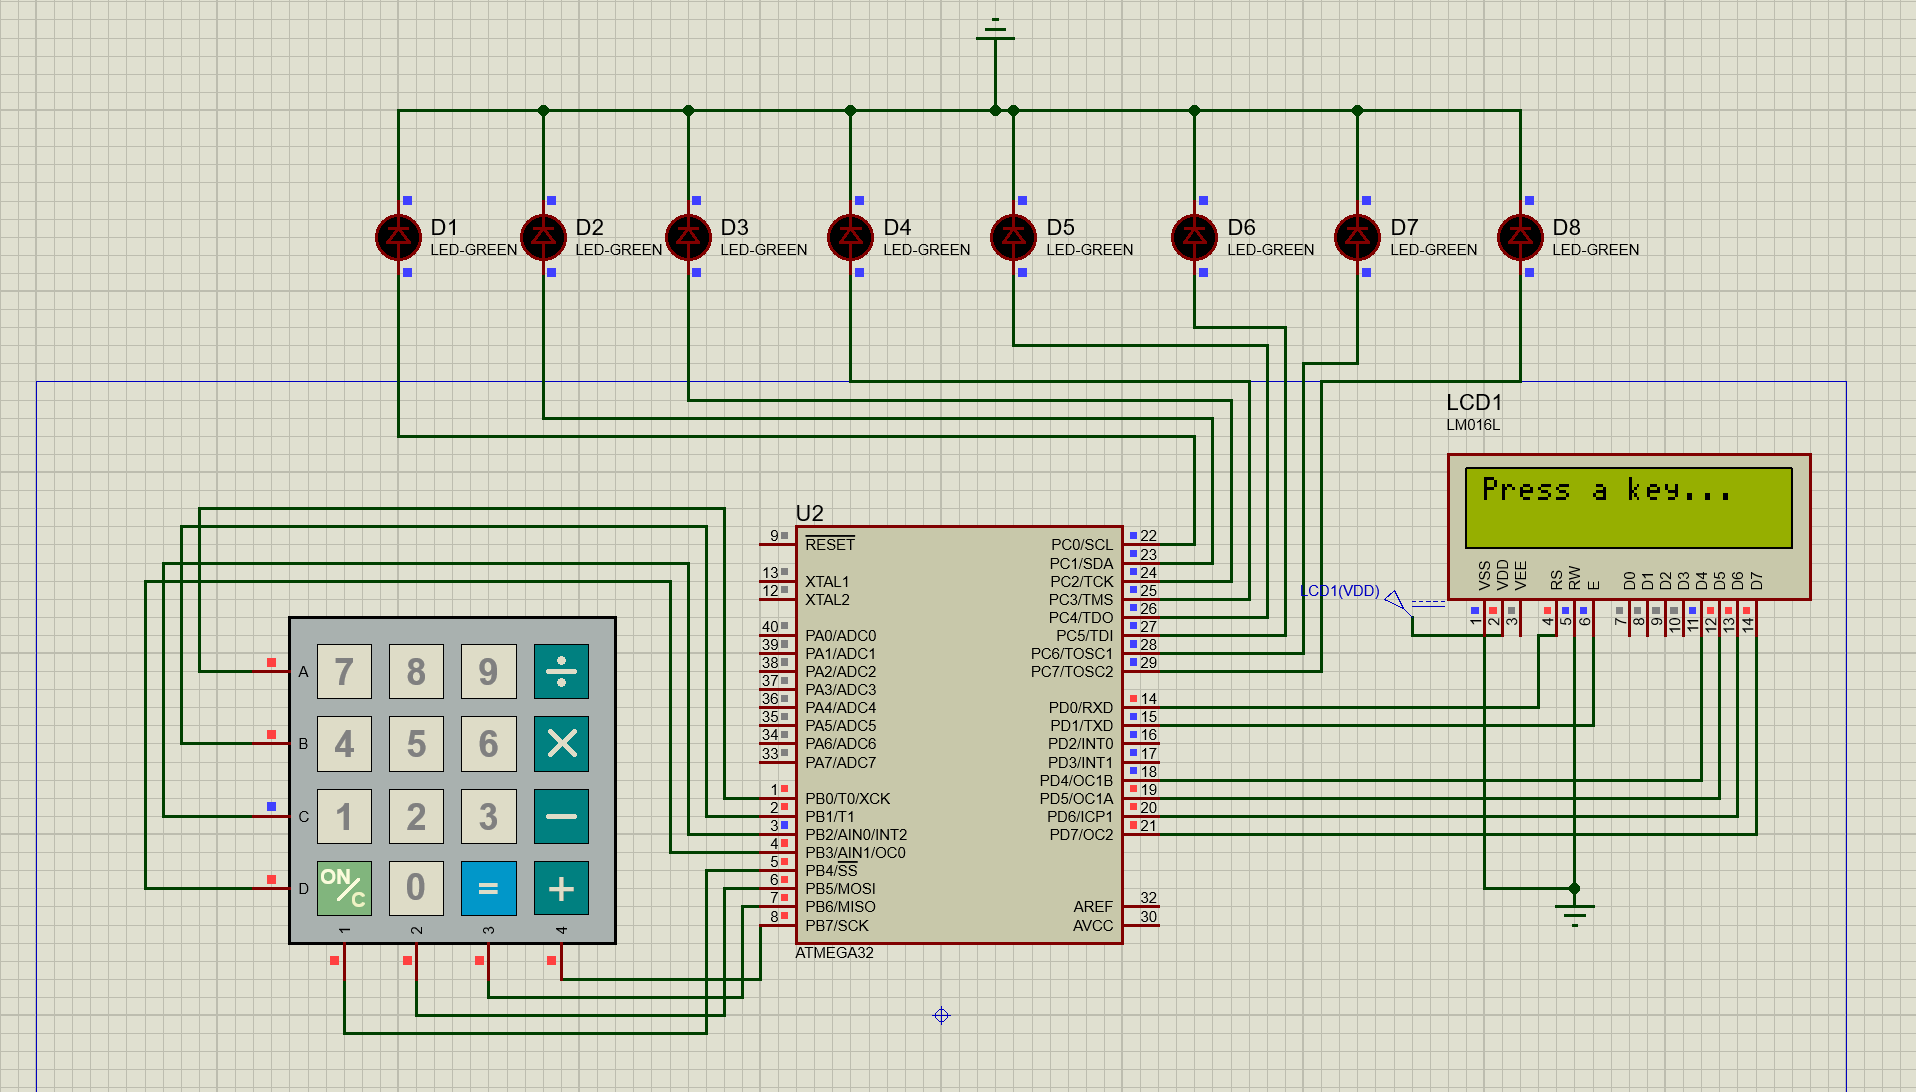 D1
LED-GREEN
D2
LED-GREEN
D3
LED-GREEN
D4
LED-GREEN
D5
LED-GREEN
D6
LED-GREEN
D7
LED-GREEN
D8
LED-GREEN
LCD1
LM016L
Press a key...
VSS
VDD
VEE
RS
RW
E
D0
D1
D2
D3
D4
D5
D6
D7
LCD1(VDD)
1
2
3
4
5
6
7
8
9
10
11
12
13
14
U2
9 RESET
13 XTAL1
12 XTAL2
40 PA0/ADC0
39 PA1/ADC1
38 PA2/ADC2
37 PA3/ADC3
36 PA4/ADC4
35 PA5/ADC5
34 PA6/ADC6
33 PA7/ADC7
1 PB0/T0/XCK
2 PB1/T1
3 PB2/AIN0/INT2
4 PB3/AIN1/OC0
5 PB4/SS
6 PB5/MOSI
7 PB6/MISO
8 PB7/SCK
PC0/SCL 22
PC1/SDA 23
PC2/TCK 24
PC3/TMS 25
PC4/TDO 26
PC5/TDI 27
PC6/TOSC1 28
PC7/TOSC2 29
PD0/RXD 14
PD1/TXD 15
PD2/INT0 16
PD3/INT1 17
PD4/OC1B 18
PD5/OC1A 19
PD6/ICP1 20
PD7/OC2 21
AREF 32
AVCC 30
ATMEGA32
A 7 8 9 ÷
B 4 5 6 ×
C 1 2 3 −
D ON/C 0 = +
1 2 3 4